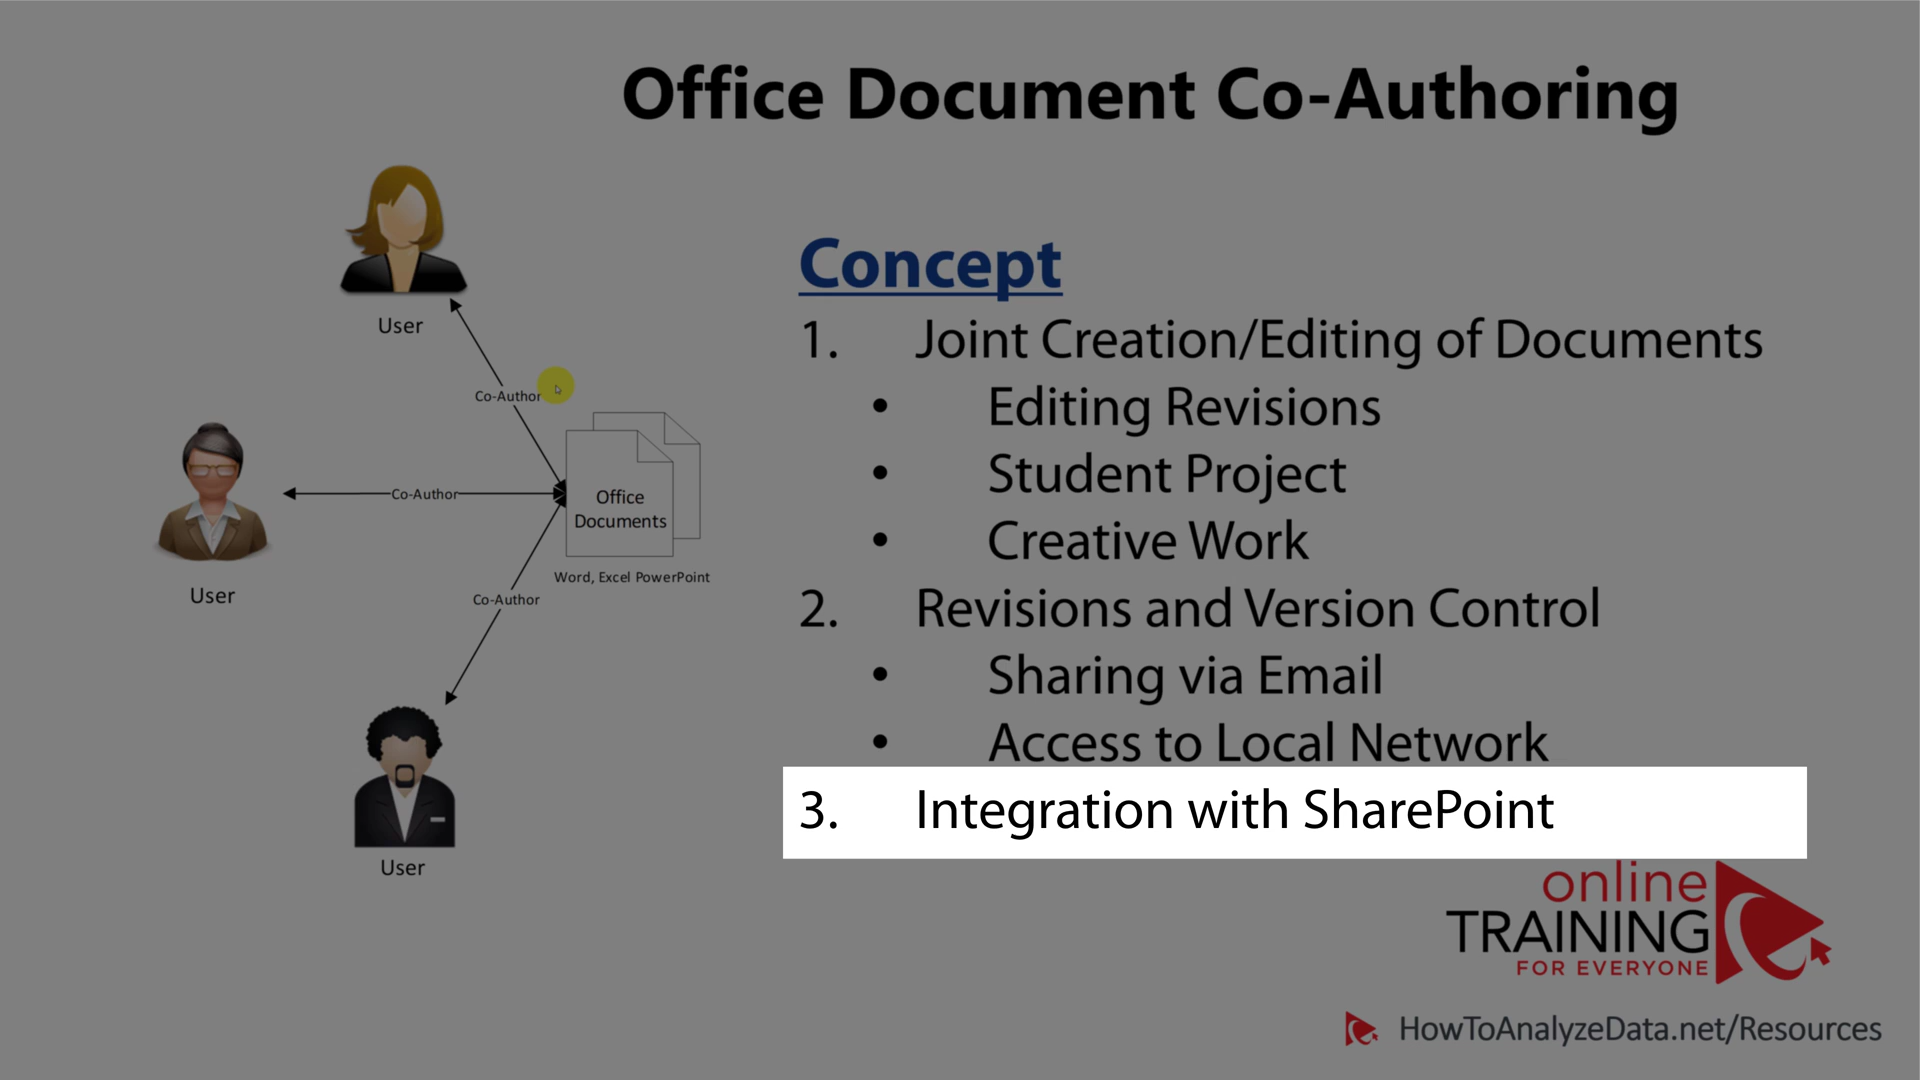 Office Document Co-Authoring
User
Co-Author
User
Co-Author
Office
Documents
Word, Excel PowerPoint
Co-Author
User
Concept
1. Joint Creation/Editing of Documents
• Editing Revisions
• Student Project
• Creative Work
2. Revisions and Version Control
• Sharing via Email
• Access to Local Network
3. Integration with SharePoint
online
TRAINING
FOR EVERYONE
HowToAnalyzeData.net/Resources